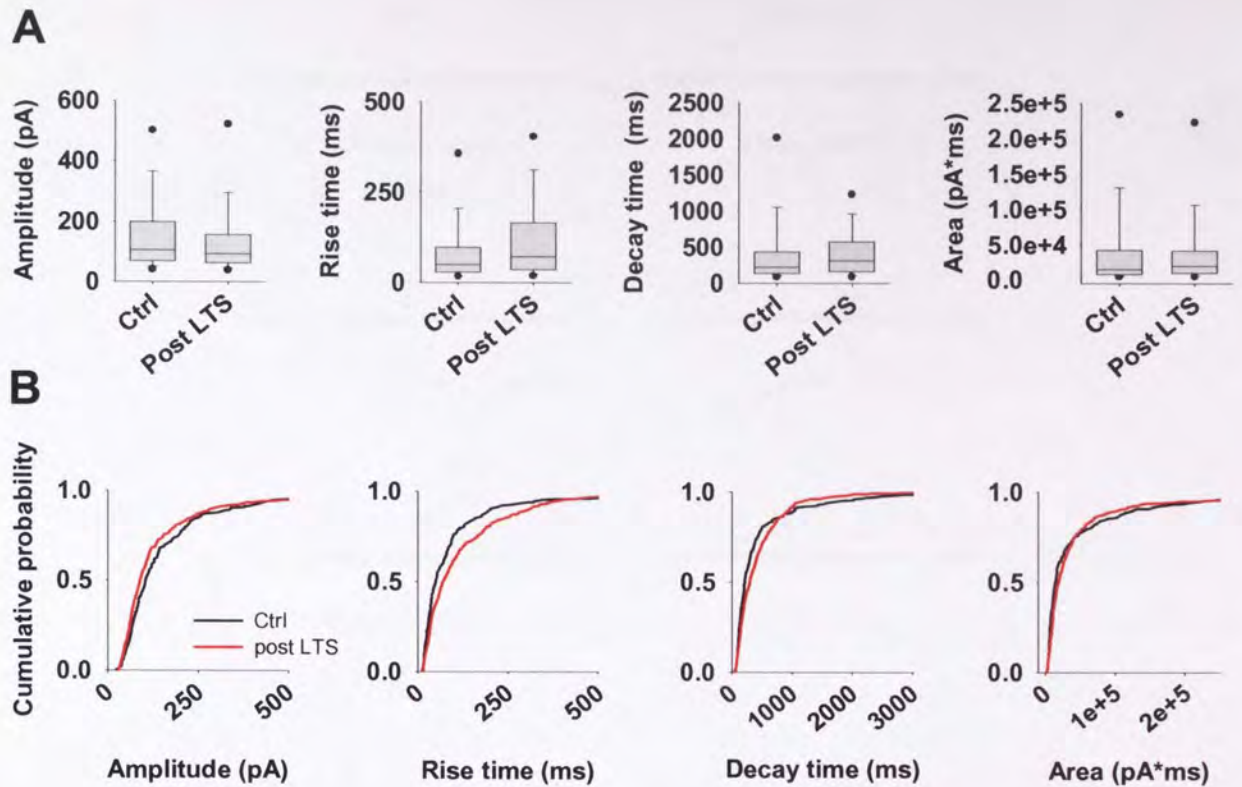 A
Amplitude (pA)
600
400
200
0
Ctrl
Post LTS
Rise time (ms)
500
250
0
Ctrl
Post LTS
Decay time (ms)
2500
2000
1500
1000
500
0
Ctrl
Post LTS
Area (pA*ms)
2.5e+5
2.0e+5
1.5e+5
1.0e+5
5.0e+4
0.0
Ctrl
Post LTS
B
Cumulative probability
1.0
0.5
0.0
Ctrl
post LTS
0
250
500
Amplitude (pA)
1.0
0.5
0.0
0
250
500
Rise time (ms)
1.0
0.5
0.0
0
1000
2000
3000
Decay time (ms)
1.0
0.5
0.0
0
1e+5
2e+5
Area (pA*ms)